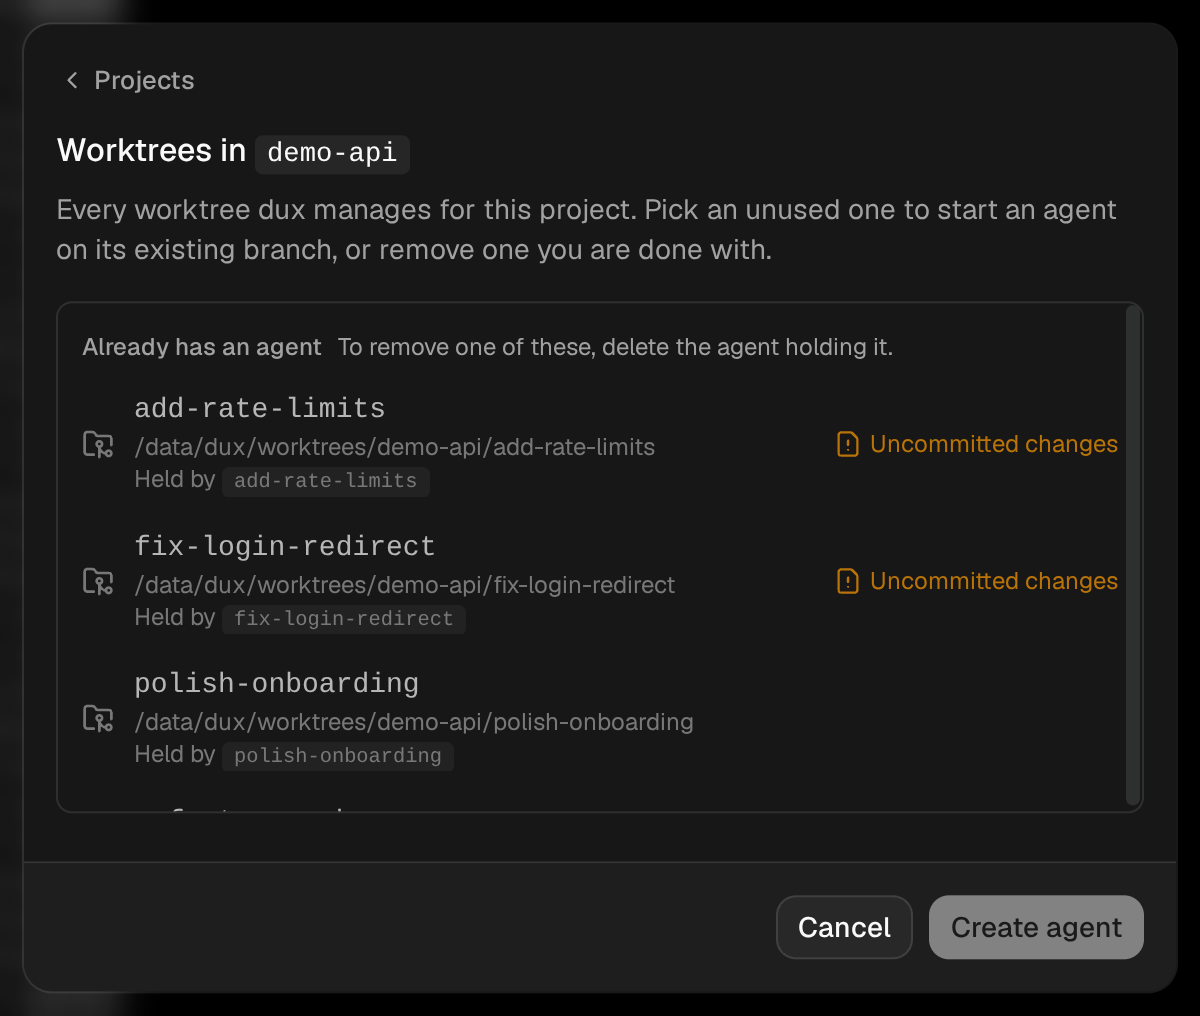 Projects
Worktrees in demo-api
Every worktree dux manages for this project. Pick an unused one to start an agent
on its existing branch, or remove one you are done with.
Already has an agent To remove one of these, delete the agent holding it.
add-rate-limits
/data/dux/worktrees/demo-api/add-rate-limits
Held by add-rate-limits
Uncommitted changes
fix-login-redirect
/data/dux/worktrees/demo-api/fix-login-redirect
Held by fix-login-redirect
Uncommitted changes
polish-onboarding
/data/dux/worktrees/demo-api/polish-onboarding
Held by polish-onboarding
Cancel
Create agent